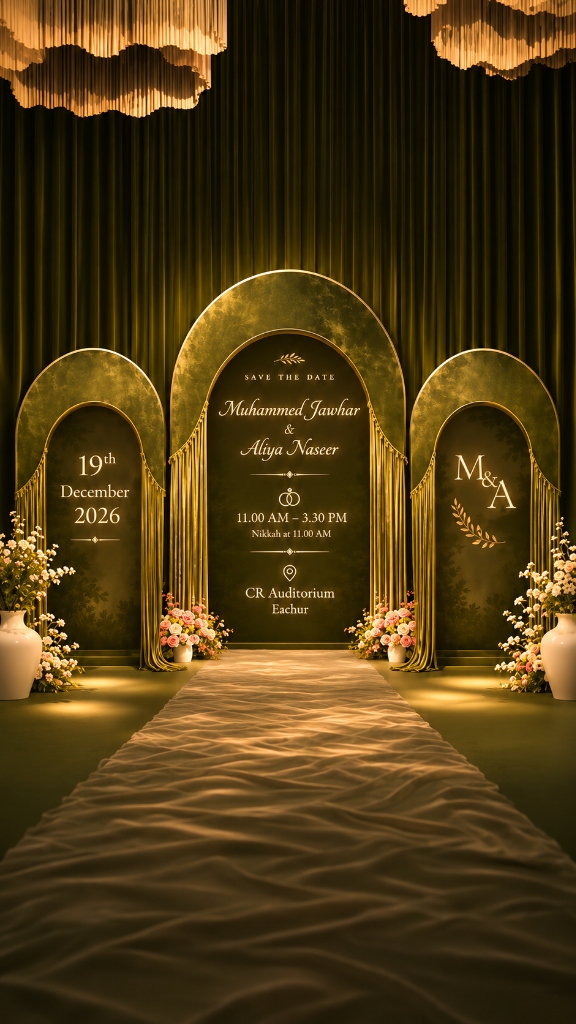 19th
December
2026
SAVE THE DATE
Muhammed Jawhar
&
Aliya Naseer
11.00 AM – 3.30 PM
Nikkah at 11.00 AM
CR Auditorium
Eachur
M&A